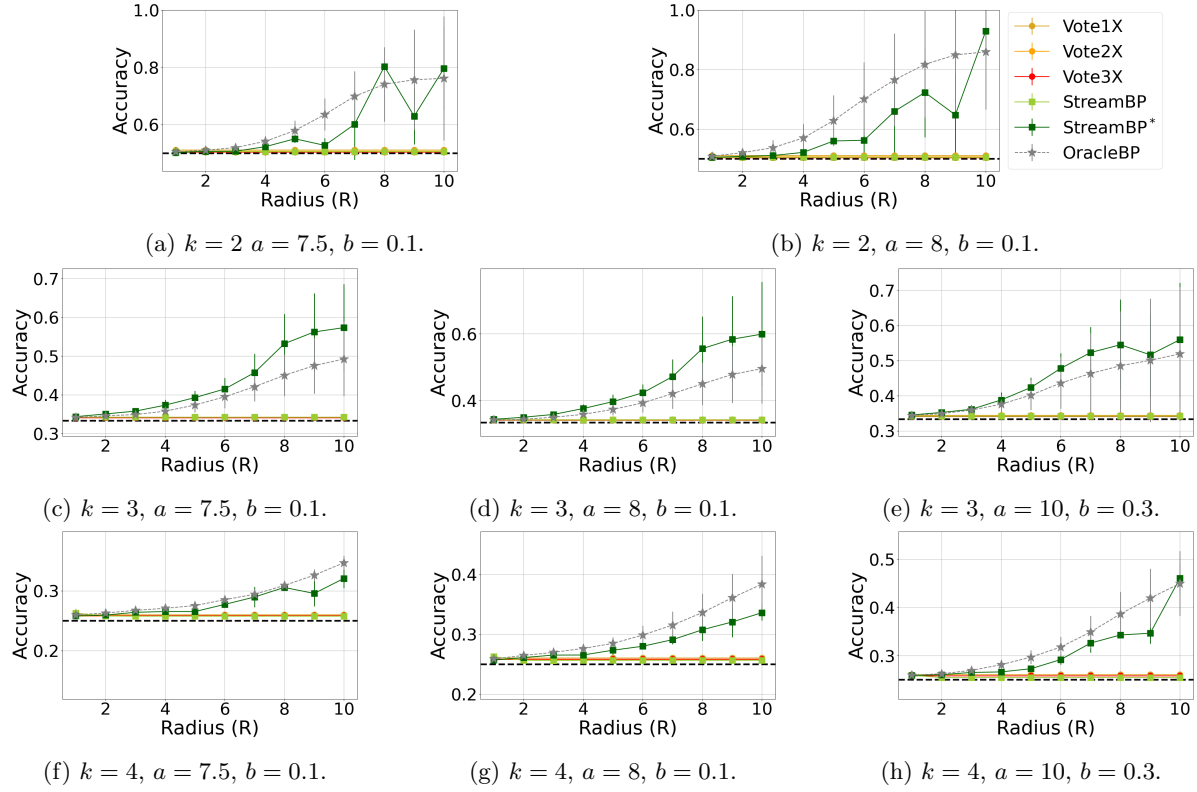 1.0
0.8
0.6
Accuracy
2 4 6 8 10
Radius (R)
(a) k = 2 a = 7.5, b = 0.1.
1.0
0.8
0.6
Accuracy
2 4 6 8 10
Radius (R)
(b) k = 2, a = 8, b = 0.1.
Vote1X
Vote2X
Vote3X
StreamBP
StreamBP*
OracleBP
0.7
0.6
0.5
0.4
0.3
Accuracy
2 4 6 8 10
Radius (R)
(c) k = 3, a = 7.5, b = 0.1.
0.6
0.4
Accuracy
2 4 6 8 10
Radius (R)
(d) k = 3, a = 8, b = 0.1.
0.7
0.6
0.5
0.4
0.3
Accuracy
2 4 6 8 10
Radius (R)
(e) k = 3, a = 10, b = 0.3.
0.3
0.2
Accuracy
2 4 6 8 10
Radius (R)
(f) k = 4, a = 7.5, b = 0.1.
0.4
0.3
0.2
Accuracy
2 4 6 8 10
Radius (R)
(g) k = 4, a = 8, b = 0.1.
0.5
0.4
0.3
Accuracy
2 4 6 8 10
Radius (R)
(h) k = 4, a = 10, b = 0.3.